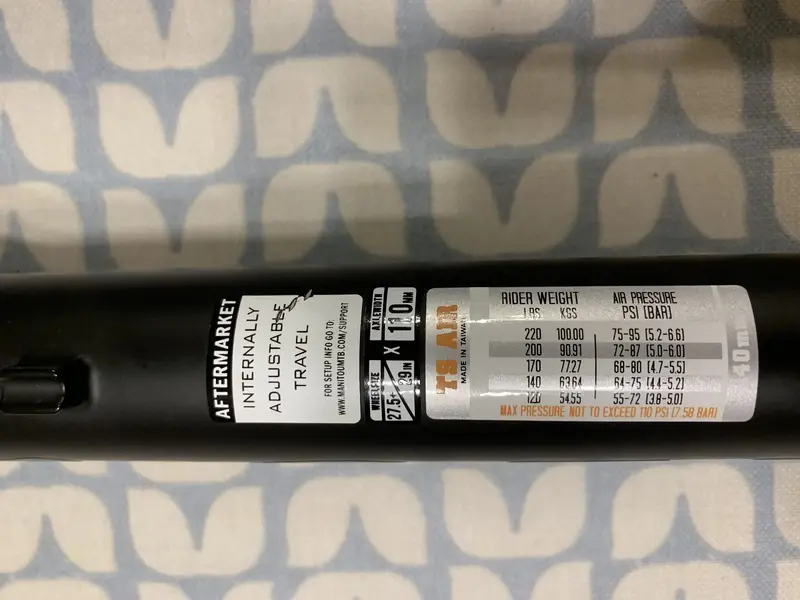 AFTERMARKET
INTERNALLY
ADJUSTABLE
TRAVEL
FOR SETUP INFO GO TO:
WWW.MANITOUMTB.COM/SUPPORT
AXLE WIDTH
110MM
X
WHEEL SIZE
27.5+ 29IN
TS AIR
MADE IN TAIWAN
RIDER WEIGHT AIR PRESSURE
LBS KGS PSI (BAR)
220 100.00 75-95 (5.2-6.6)
200 90.91 72-87 (5.0-6.0)
170 77.27 68-80 (4.7-5.5)
140 63.64 64-75 (4.4-5.2)
120 54.55 55-72 (3.8-5.0)
MAX PRESSURE NOT TO EXCEED 110 PSI (7.58 BAR)